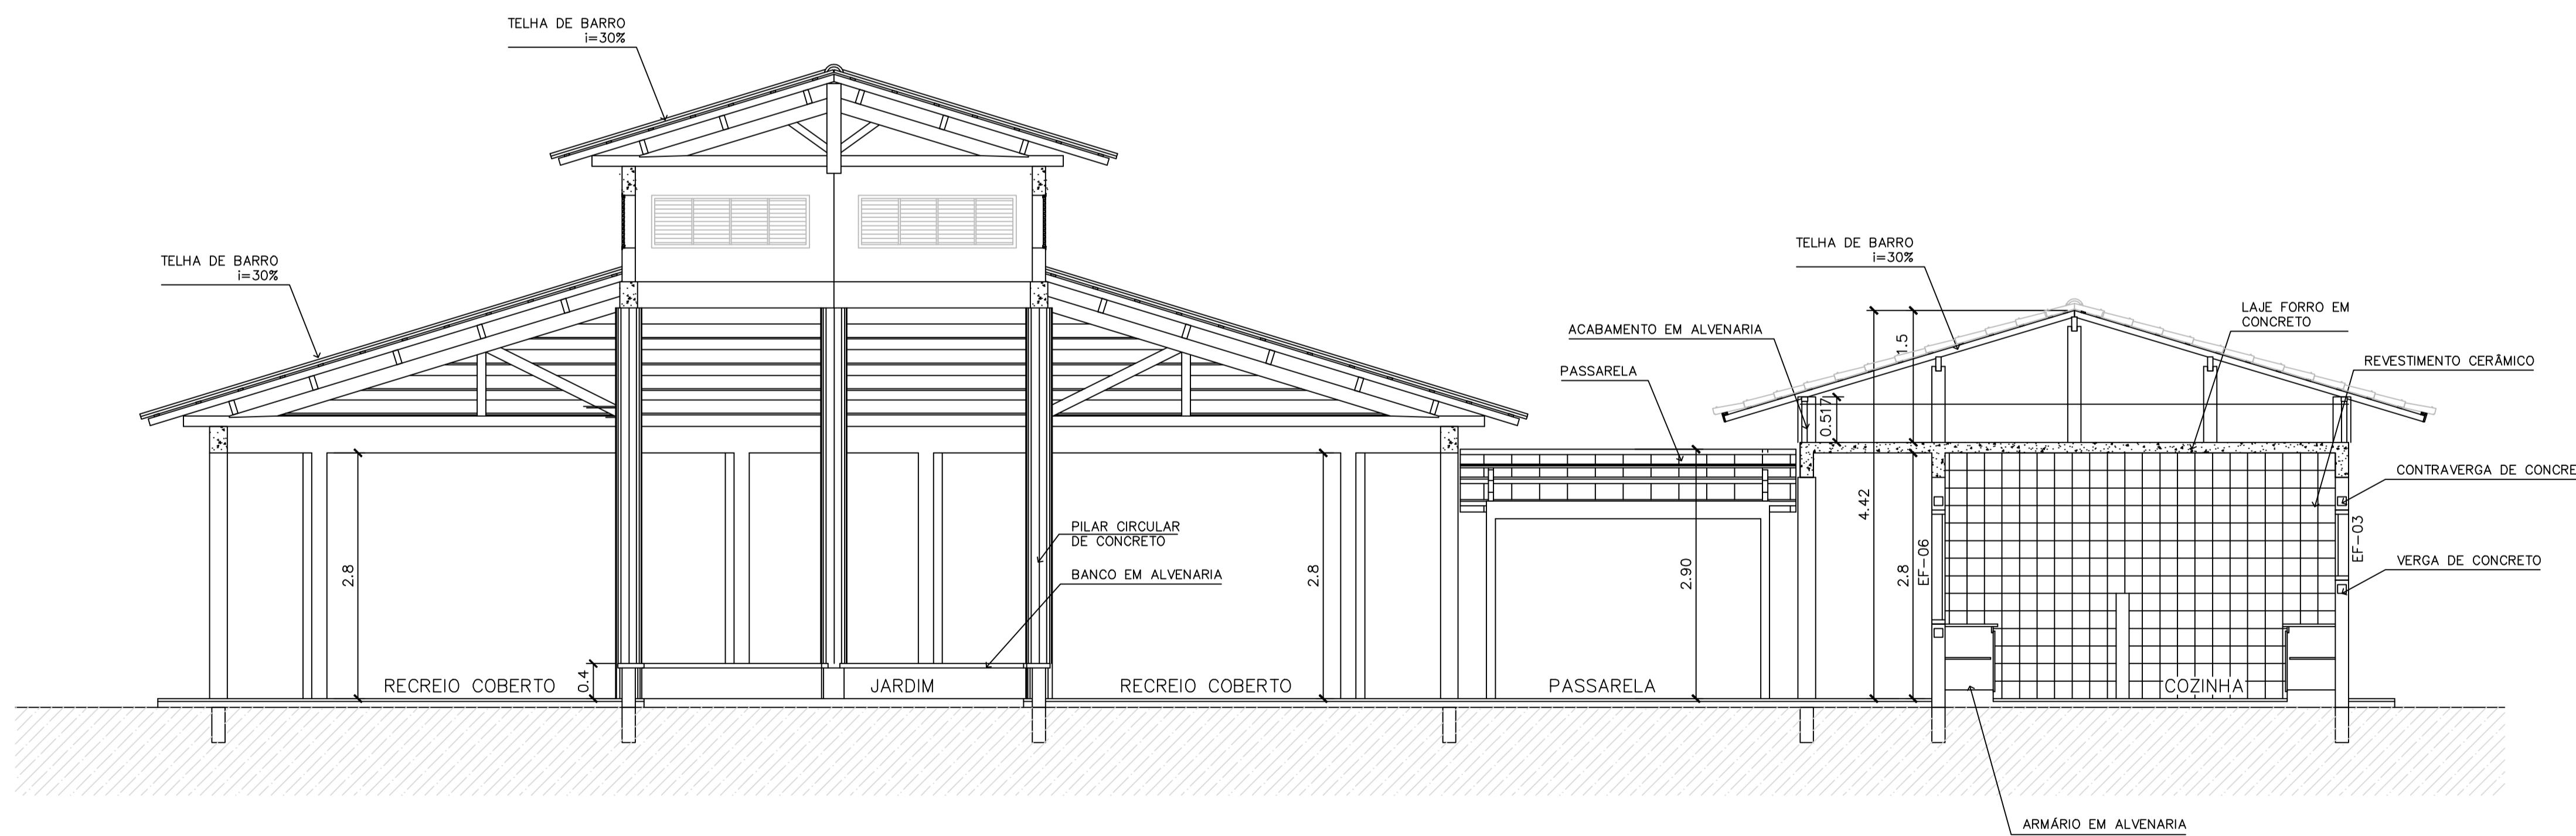 TELHA DE BARRO
i=30%
TELHA DE BARRO
i=30%
TELHA DE BARRO
i=30%
LAJE FORRO EM
CONCRETO
ACABAMENTO EM ALVENARIA
1.5
REVESTIMENTO CERÂMICO
PASSARELA
0.517
CONTRAVERGA DE CONCRE
4.42
PILAR CIRCULAR
DE CONCRETO
EF-03
EF-06
VERGA DE CONCRETO
2.8
BANCO EM ALVENARIA
2.8
2.90
2.8
0.4
RECREIO COBERTO
JARDIM
RECREIO COBERTO
PASSARELA
COZINHA
ARMÁRIO EM ALVENARIA